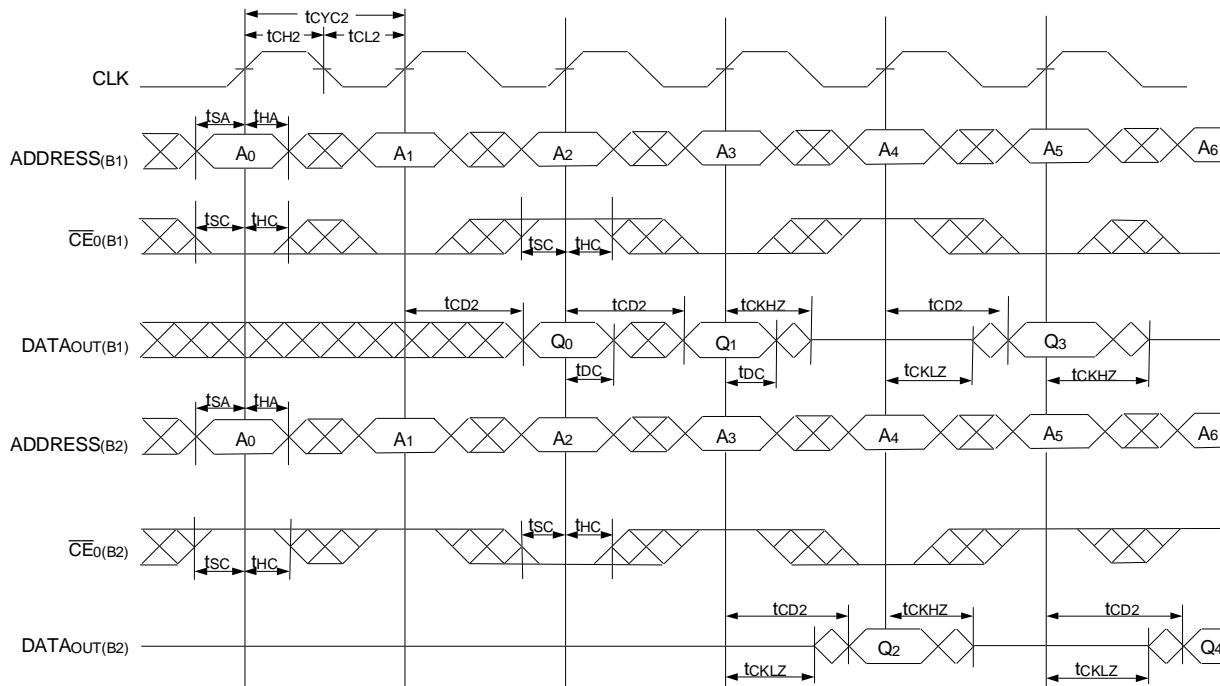 tCYC2
tCH2 tCL2
CLK
tSA tHA
ADDRESS(B1) A0 A1 A2 A3 A4 A5 A6
tSC tHC
CE0(B1)
tSC tHC
tCD2 tCD2 tCKHZ tCD2
DATAOUT(B1) Q0 Q1 Q3
tDC tDC tCKLZ tCKHZ
tSA tHA
ADDRESS(B2) A0 A1 A2 A3 A4 A5 A6
tSC tHC
CE0(B2)
tSC tHC
tCD2 tCKHZ tCD2
DATAOUT(B2) Q2 Q4
tCKLZ tCKLZ